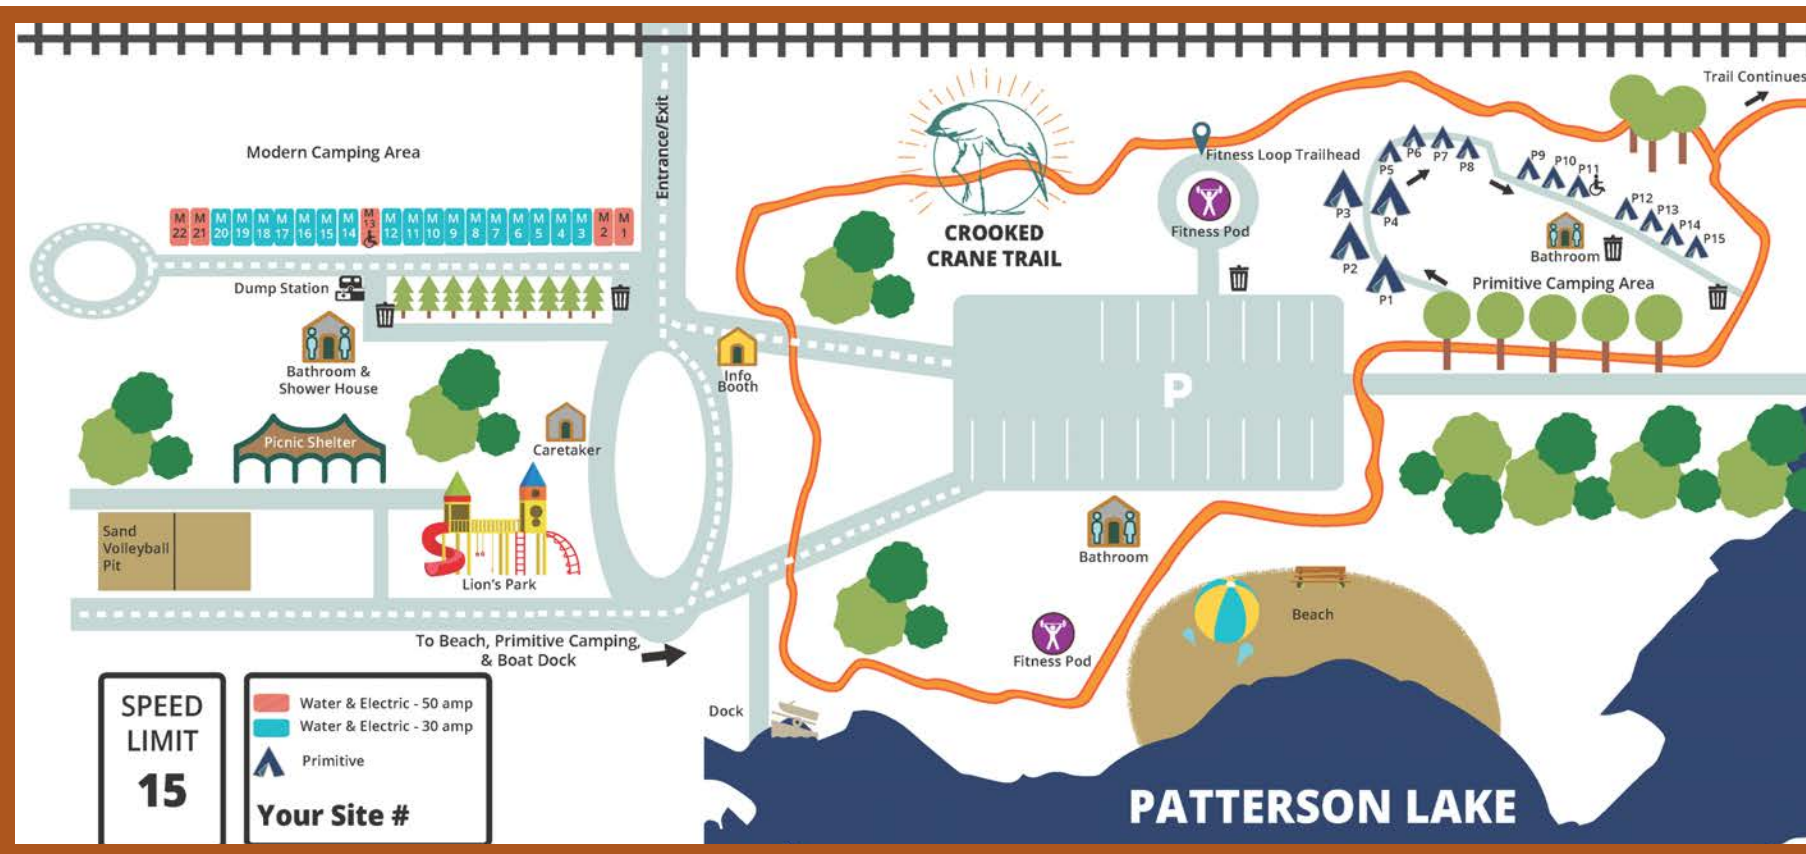 Trail Continues
Entrance/Exit
Modern Camping Area
Fitness Loop Trailhead
P5
P6
P7
P8
P9
P10
P11
P12
P13
P14
P15
P3
P4
P2
P1
M
22
M
21
M
20
M
19
M
18
M
17
M
16
M
15
M
14
M
13
M
12
M
11
M
10
M
9
M
8
M
7
M
6
M
5
M
4
M
3
M
2
M
1
CROOKED
CRANE TRAIL
Fitness Pod
Bathroom
Primitive Camping Area
Dump Station
Bathroom &
Shower House
Info
Booth
P
Picnic Shelter
Caretaker
Sand
Volleyball
Pit
Lion's Park
Bathroom
Beach
To Beach, Primitive Camping,
& Boat Dock
Fitness Pod
Dock
SPEED
LIMIT
15
Water & Electric - 50 amp
Water & Electric - 30 amp
Primitive
Your Site #
PATTERSON LAKE